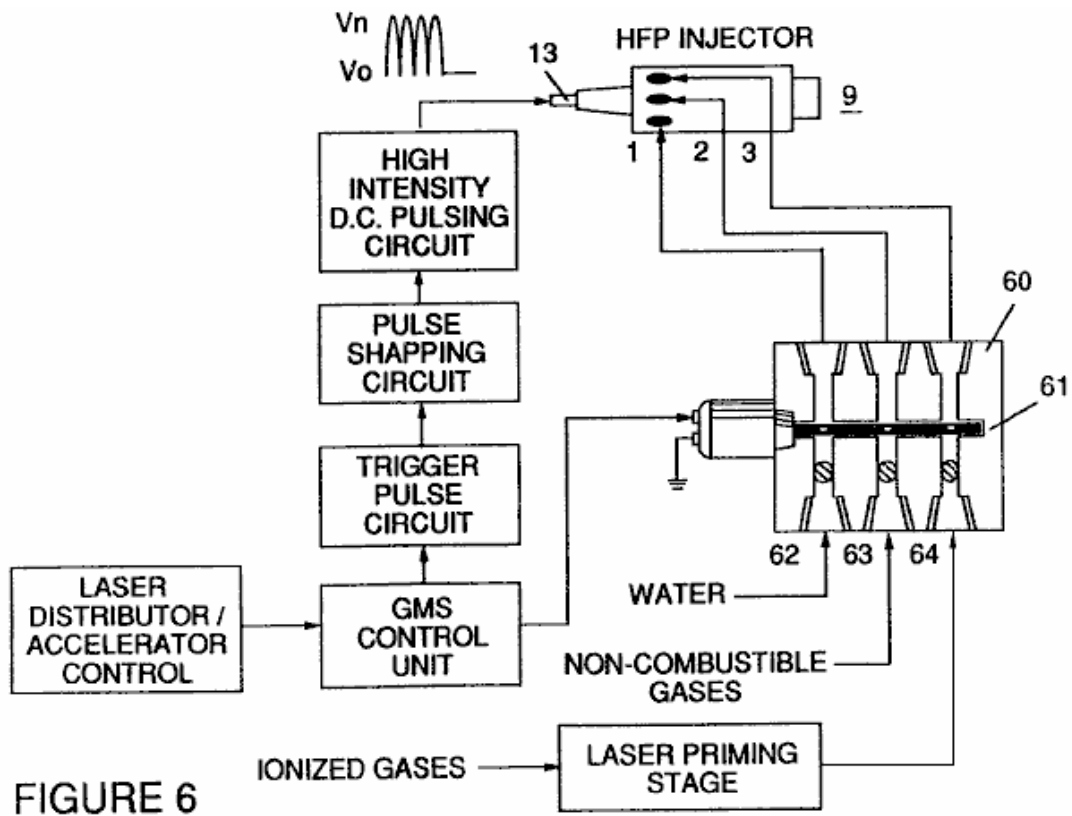 Vn
Vo
HFP INJECTOR
13
9
1 2 3
HIGH
INTENSITY
D.C. PULSING
CIRCUIT
PULSE
SHAPPING
CIRCUIT
TRIGGER
PULSE
CIRCUIT
LASER
DISTRIBUTOR /
ACCELERATOR
CONTROL
GMS
CONTROL
UNIT
60
61
62 63 64
WATER
NON-COMBUSTIBLE
GASES
IONIZED GASES
LASER PRIMING
STAGE
FIGURE 6